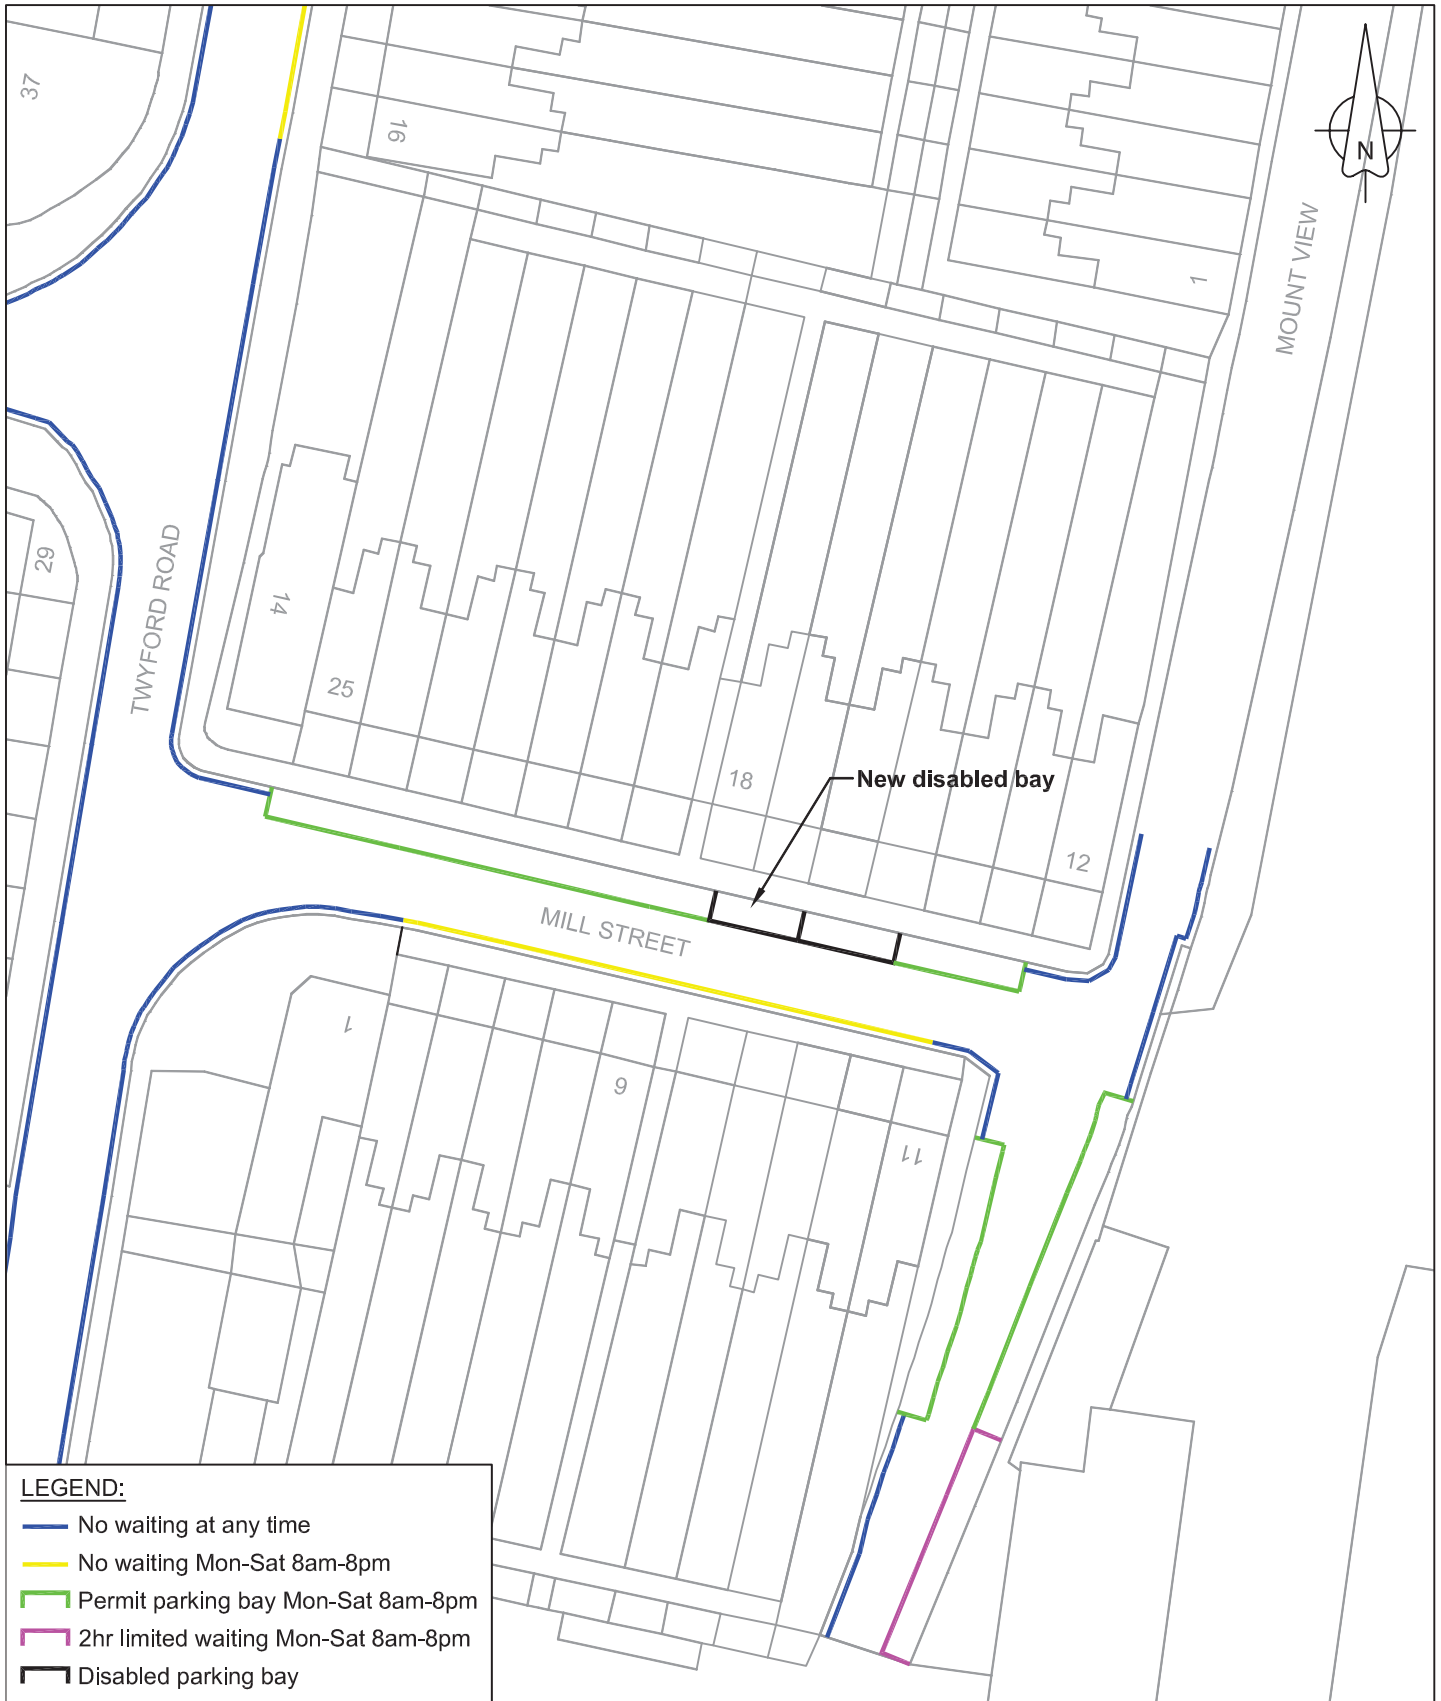 37
16
N
MOUNT VIEW
1
29
TWYFORD ROAD
14
25
18
New disabled bay
12
MILL STREET
1
9
11
LEGEND:
No waiting at any time
No waiting Mon-Sat 8am-8pm
Permit parking bay Mon-Sat 8am-8pm
2hr limited waiting Mon-Sat 8am-8pm
Disabled parking bay